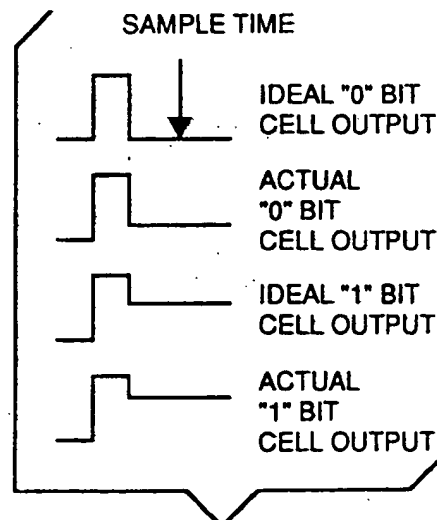 SAMPLE TIME
IDEAL "0" BIT
CELL OUTPUT
ACTUAL
"0" BIT
CELL OUTPUT
IDEAL "1" BIT
CELL OUTPUT
ACTUAL
"1" BIT
CELL OUTPUT